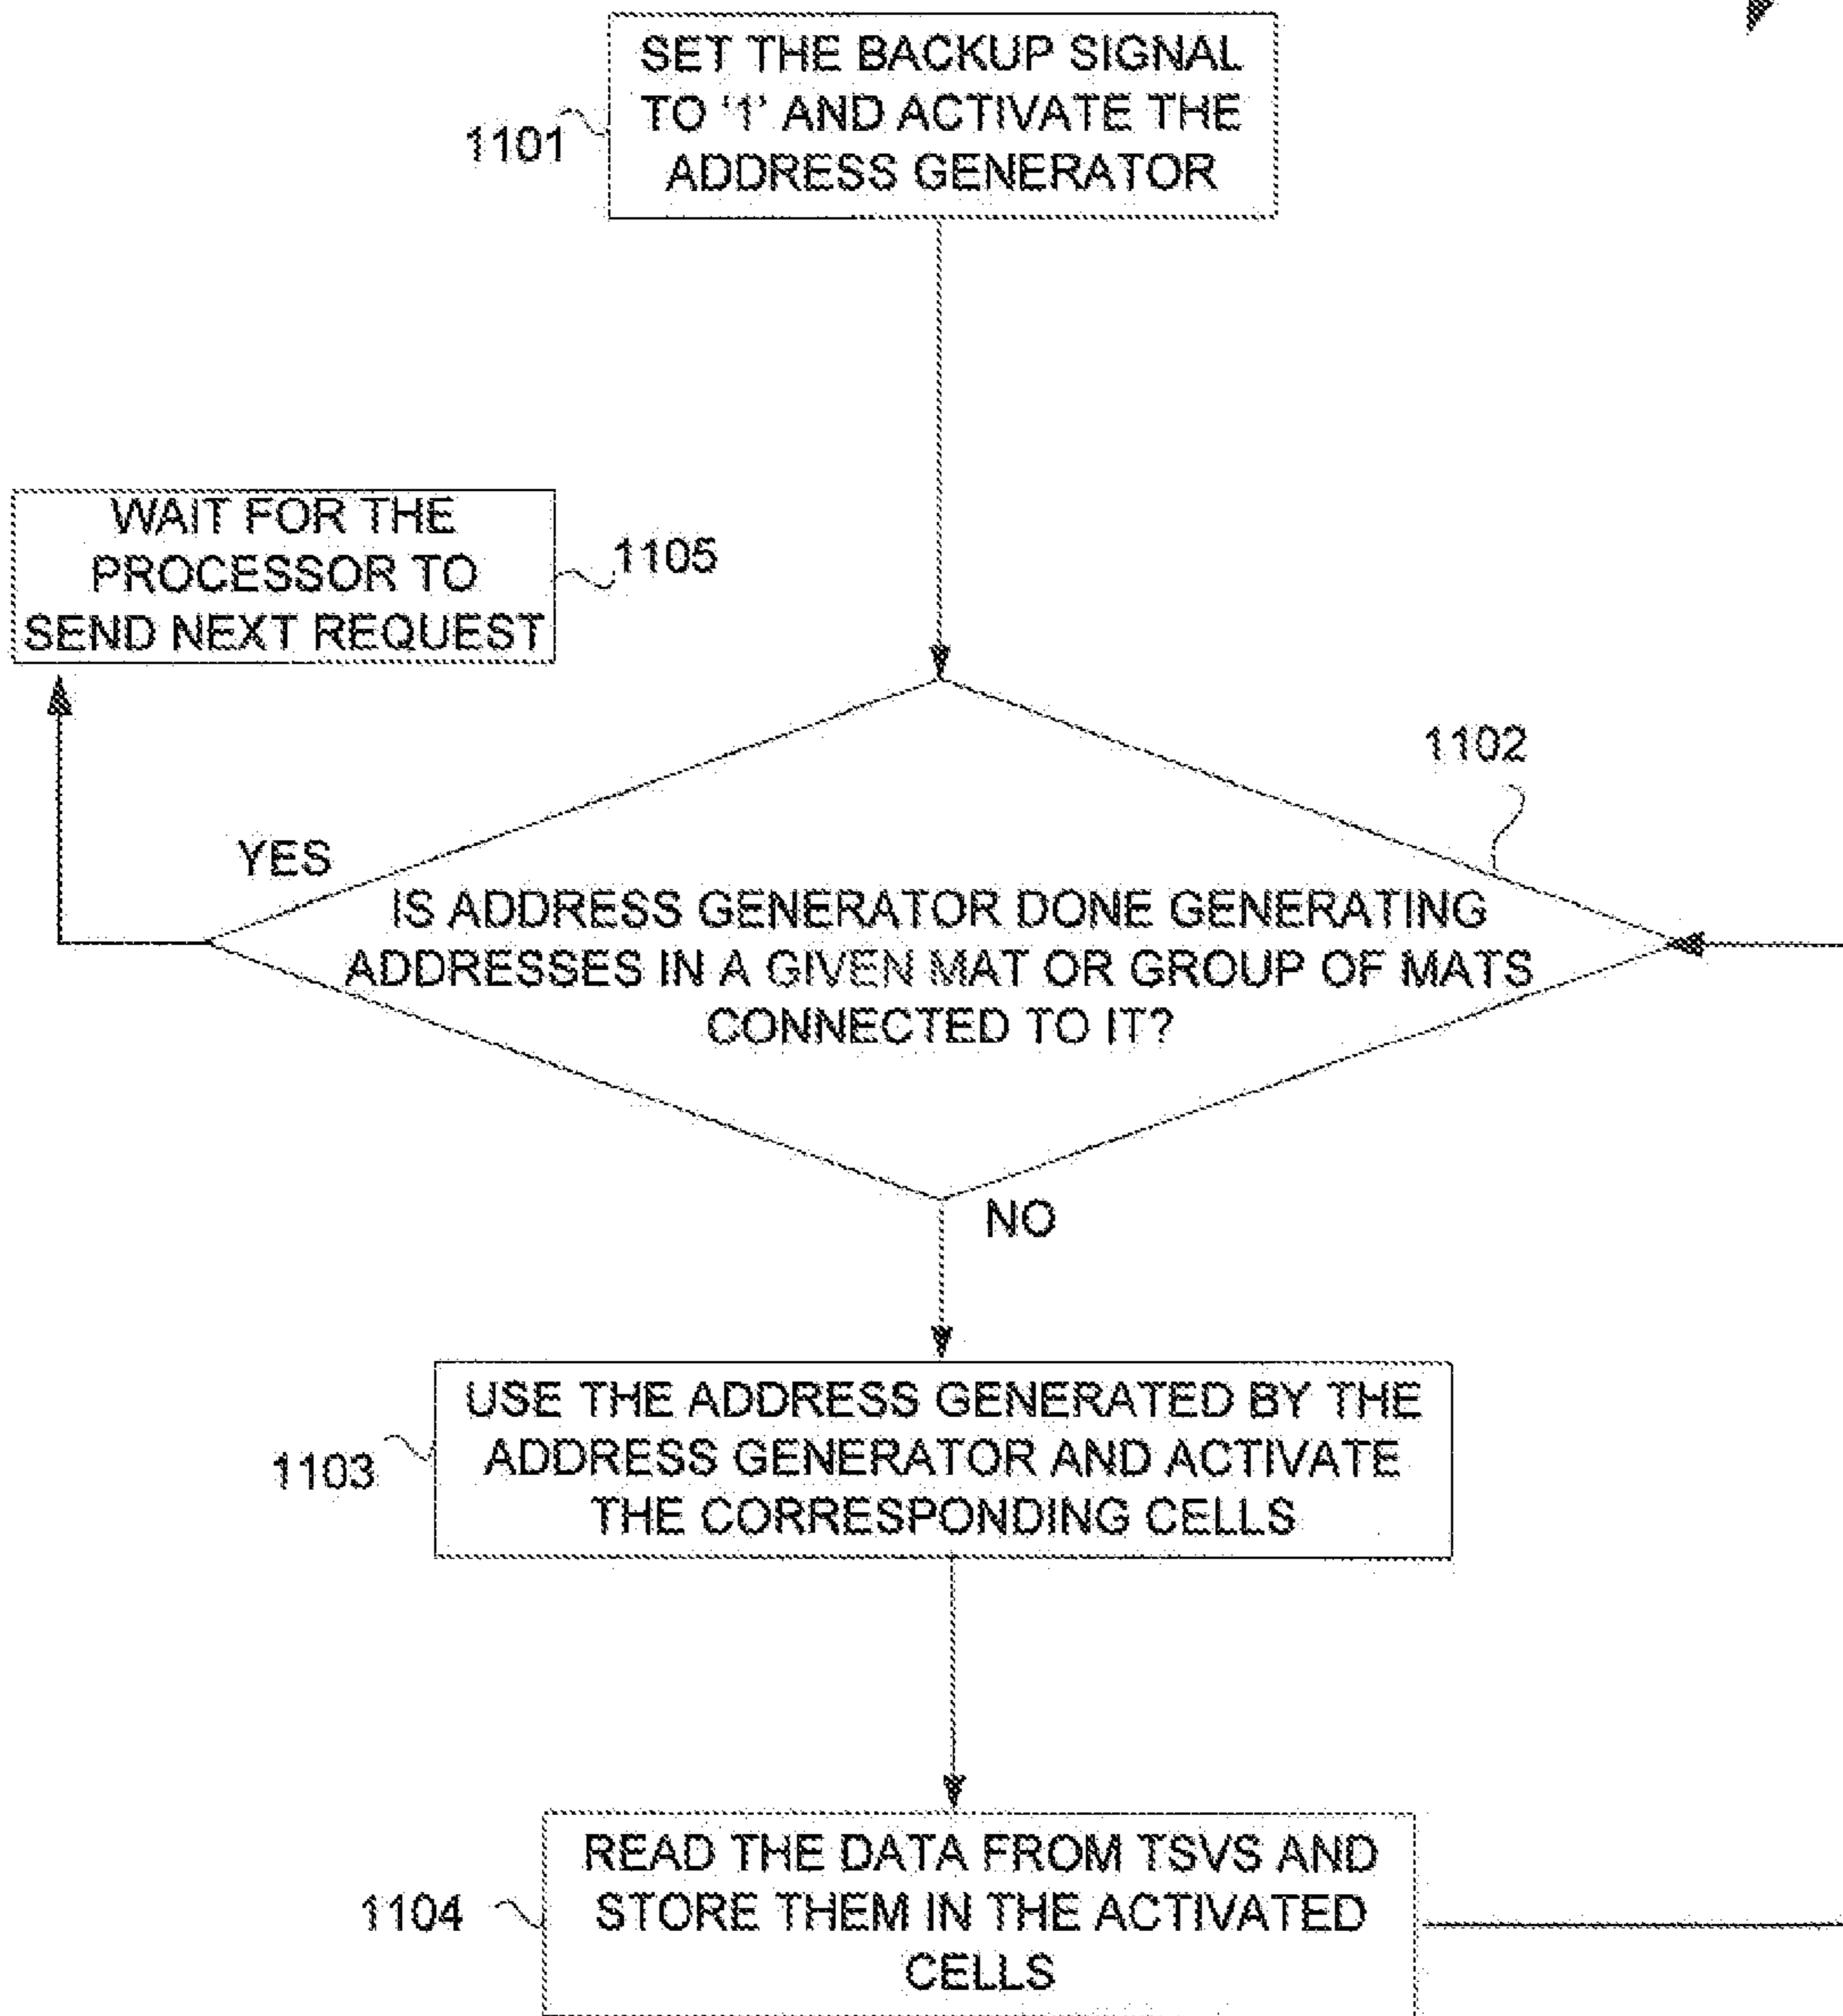 SET THE BACKUP SIGNAL
TO '1' AND ACTIVATE THE
ADDRESS GENERATOR
1101
WAIT FOR THE
PROCESSOR TO
SEND NEXT REQUEST
1105
1102
YES
IS ADDRESS GENERATOR DONE GENERATING
ADDRESSES IN A GIVEN MAT OR GROUP OF MATS
CONNECTED TO IT?
NO
USE THE ADDRESS GENERATED BY THE
ADDRESS GENERATOR AND ACTIVATE
THE CORRESPONDING CELLS
1103
READ THE DATA FROM TSVS AND
STORE THEM IN THE ACTIVATED
CELLS
1104